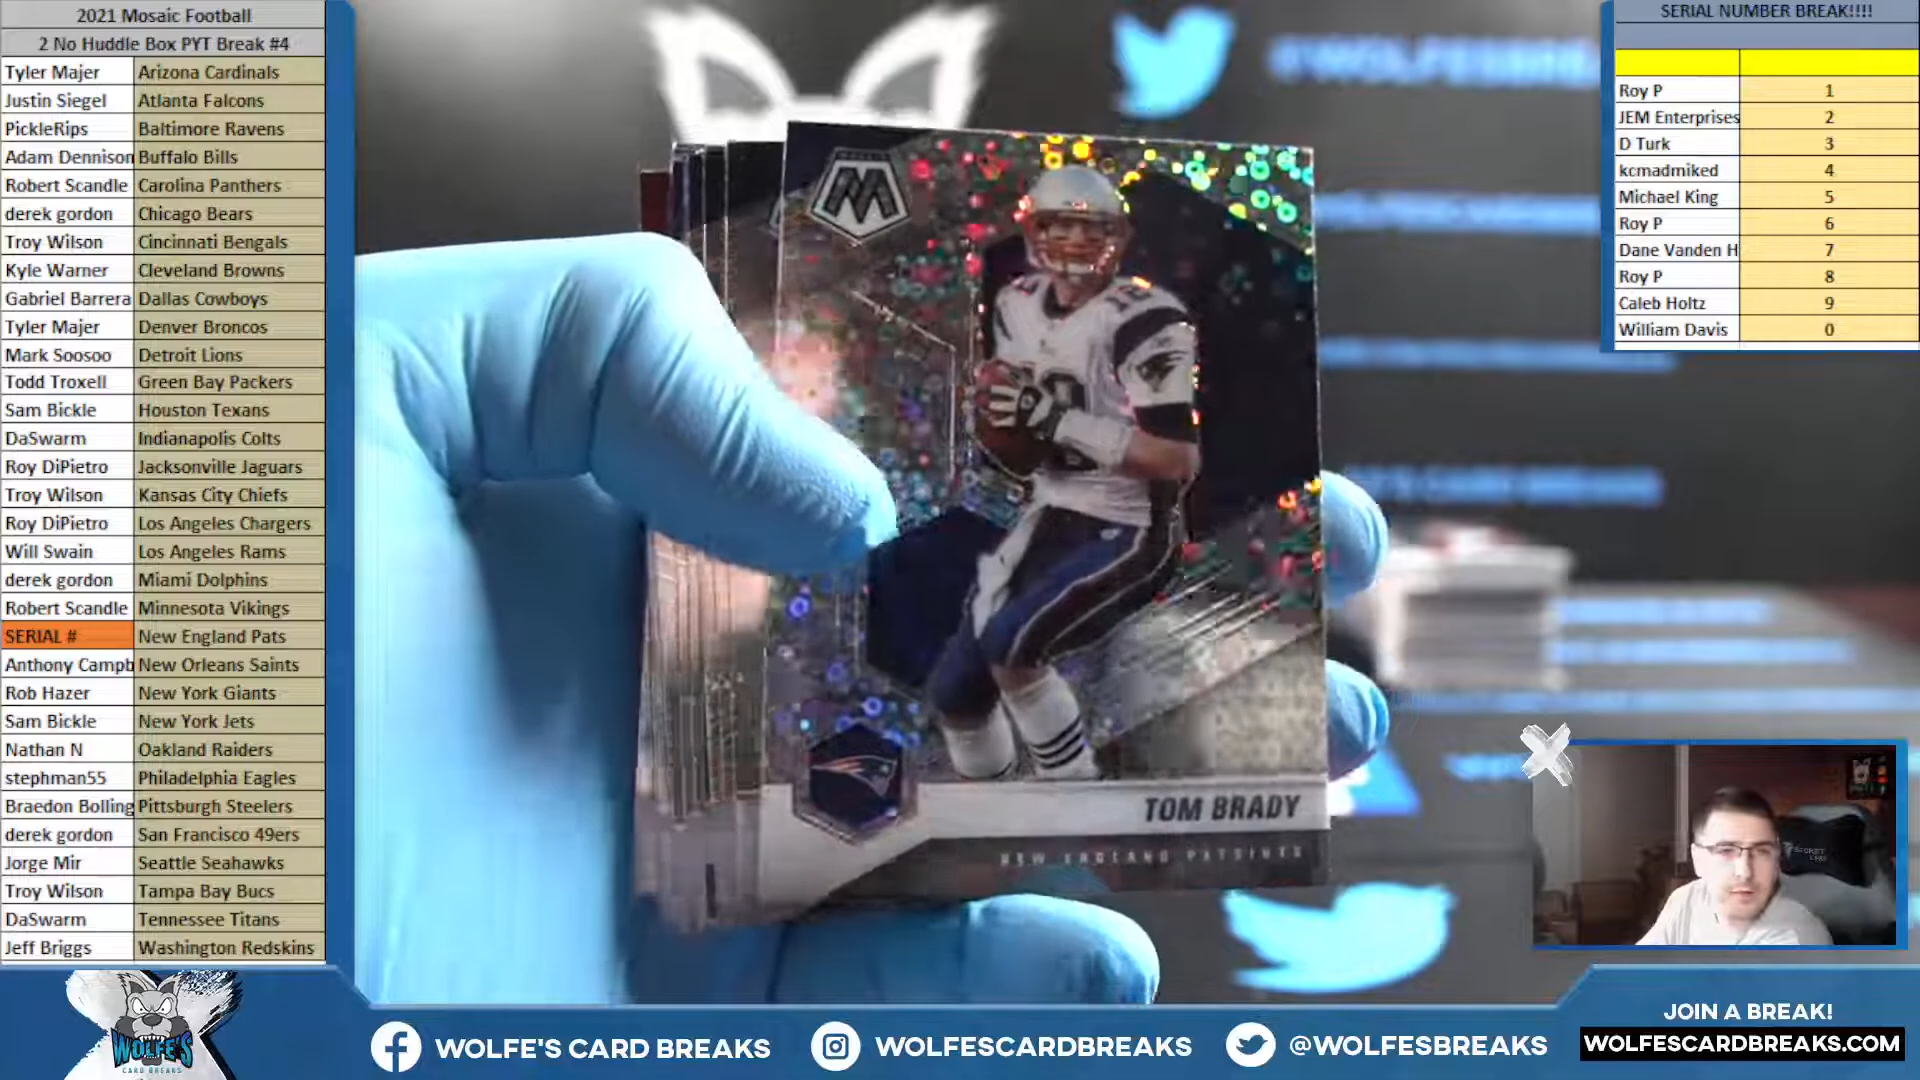 2021 Mosaic Football
2 No Huddle Box PYT Break #4
Tyler Majer Arizona Cardinals
Justin Siegel Atlanta Falcons
PickleRips Baltimore Ravens
Adam Dennison Buffalo Bills
Robert Scandle Carolina Panthers
derek gordon Chicago Bears
Troy Wilson Cincinnati Bengals
Kyle Warner Cleveland Browns
Gabriel Barrera Dallas Cowboys
Tyler Majer Denver Broncos
Mark Soosoo Detroit Lions
Todd Troxell Green Bay Packers
Sam Bickle Houston Texans
DaSwarm Indianapolis Colts
Roy DiPietro Jacksonville Jaguars
Troy Wilson Kansas City Chiefs
Roy DiPietro Los Angeles Chargers
Will Swain Los Angeles Rams
derek gordon Miami Dolphins
Robert Scandle Minnesota Vikings
SERIAL # New England Pats
Anthony Campb New Orleans Saints
Rob Hazer New York Giants
Sam Bickle New York Jets
Nathan N Oakland Raiders
stephman55 Philadelphia Eagles
Braedon Bolling Pittsburgh Steelers
derek gordon San Francisco 49ers
Jorge Mir Seattle Seahawks
Troy Wilson Tampa Bay Bucs
DaSwarm Tennessee Titans
Jeff Briggs Washington Redskins
SERIAL NUMBER BREAK!!!!
Roy P 1
JEM Enterprises 2
D Turk 3
kcmadmiked 4
Michael King 5
Roy P 6
Dane Vanden H 7
Roy P 8
Caleb Holtz 9
William Davis 0
M
TOM BRADY
NEW ENGLAND PATRIOTS
WOLFE'S
CARD BREAKS
WOLFE'S CARD BREAKS
WOLFESCARDBREAKS
@WOLFESBREAKS
JOIN A BREAK!
WOLFESCARDBREAKS.COM